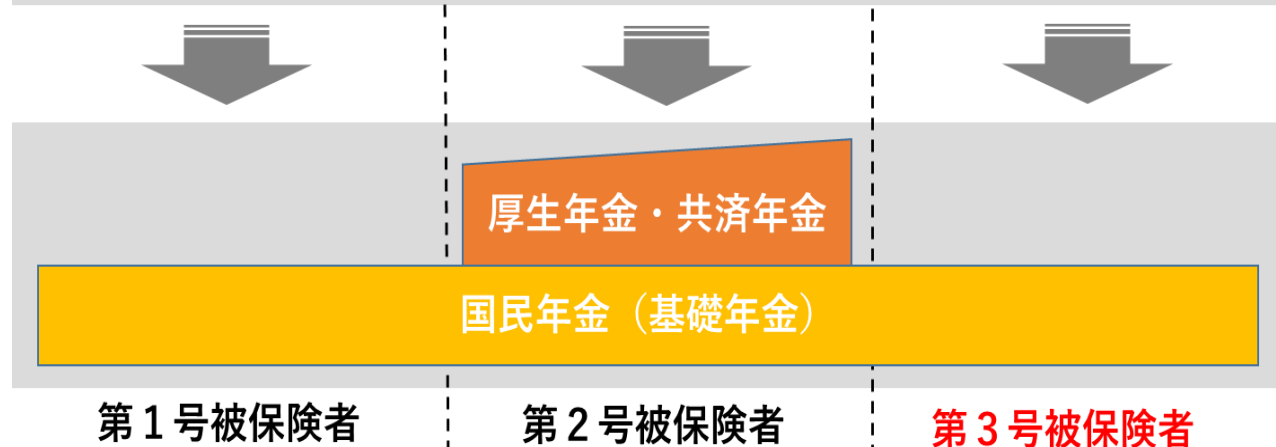 厚生年金・共済年金
国民年金（基礎年金）
第１号被保険者
第２号被保険者
第３号被保険者